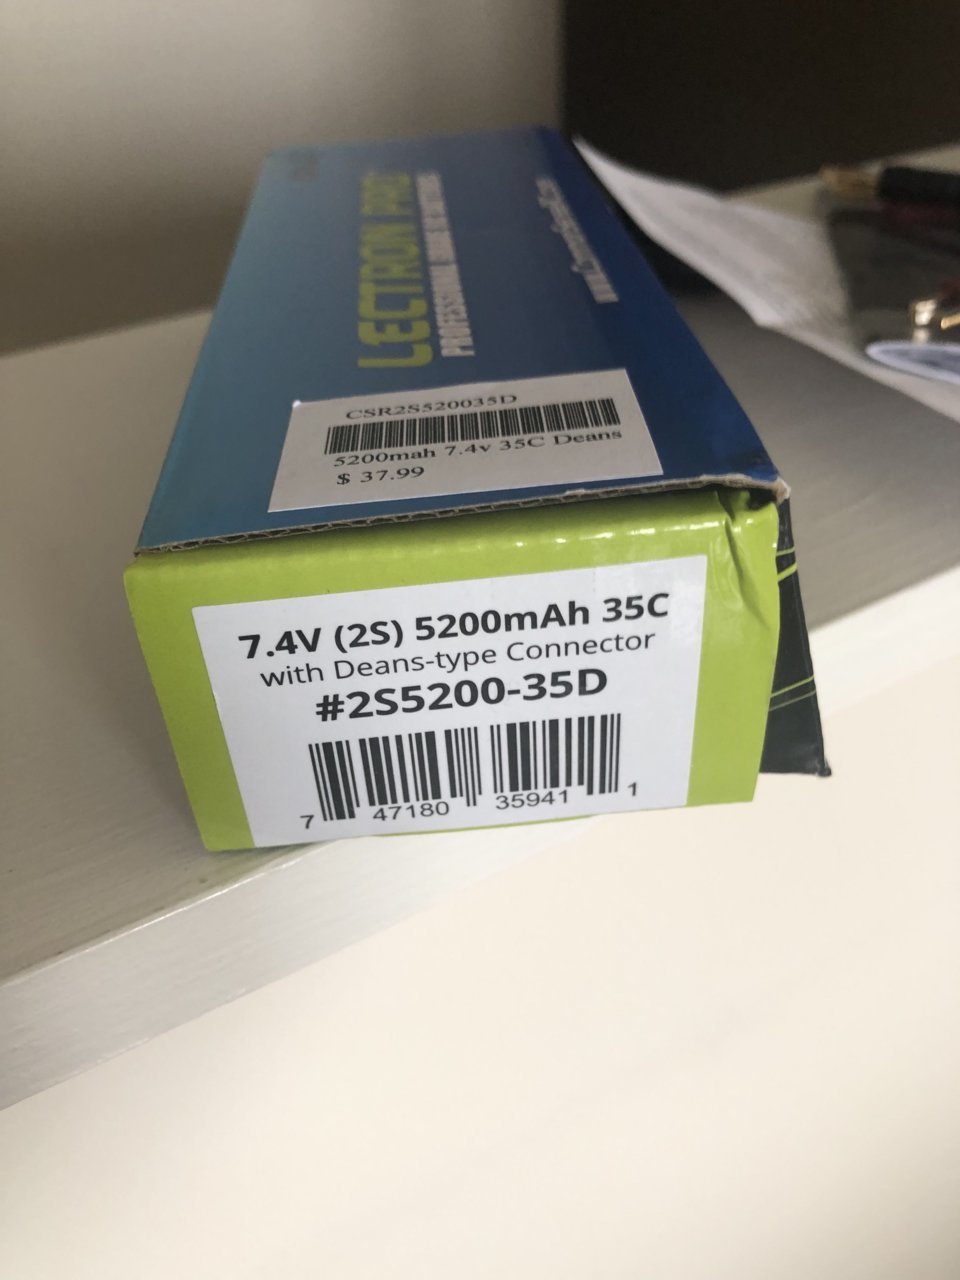 LECTRON PRO
PROFESSIONAL
CSR2S520035D
5200mah 7.4v 35C Deans
$ 37.99
7.4V (2S) 5200mAh 35C
with Deans-type Connector
#2S5200-35D
7 47180 35941 1